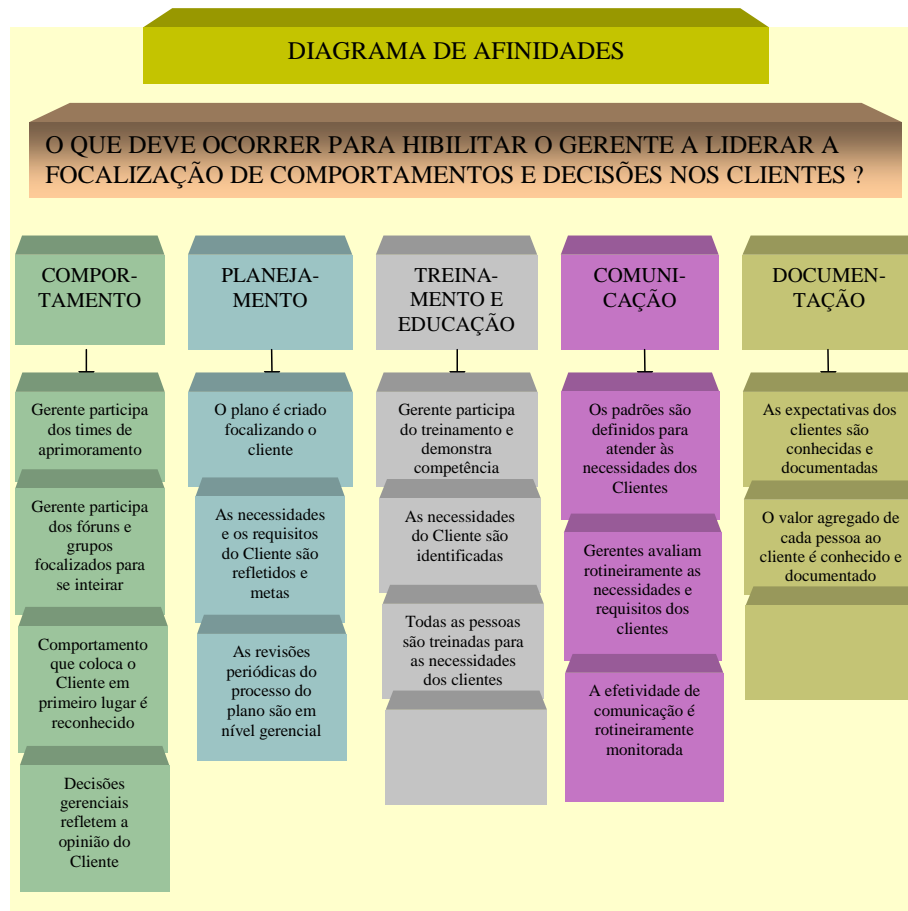 DIAGRAMA DE AFINIDADES
O QUE DEVE OCORRER PARA HIBILITAR O GERENTE A LIDERAR A
FOCALIZAÇÃO DE COMPORTAMENTOS E DECISÕES NOS CLIENTES ?
COMPOR-
TAMENTO
Gerente participa
dos times de
aprimoramento
Gerente participa
dos fóruns e
grupos
focalizados para
se inteirar
Comportamento
que coloca o
Cliente em
primeiro lugar é
reconhecido
Decisões
gerenciais
refletem a
opinião do
Cliente
PLANEJA-
MENTO
O plano é criado
focalizando o
cliente
As necessidades
e os requisitos
do Cliente são
refletidos e
metas
As revisões
periódicas do
processo do
plano são em
nível gerencial
TREINA-
MENTO E
EDUCAÇÃO
Gerente participa
do treinamento e
demonstra
competência
As necessidades
do Cliente são
identificadas
Todas as pessoas
são treinadas para
as necessidades
dos clientes
COMUNI-
CAÇÃO
Os padrões são
definidos para
atender às
necessidades dos
Clientes
Gerentes avaliam
rotineiramente as
necessidades e
requisitos dos
clientes
A efetividade de
comunicação é
rotineiramente
monitorada
DOCUMEN-
TAÇÃO
As expectativas dos
clientes são
conhecidas e
documentadas
O valor agregado de
cada pessoa ao
cliente é conhecido e
documentado